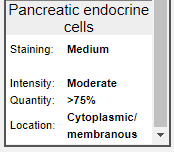 Pancreatic endocrine
cells
Staining: Medium
Intensity: Moderate
Quantity: >75%
Location: Cytoplasmic/
membranous